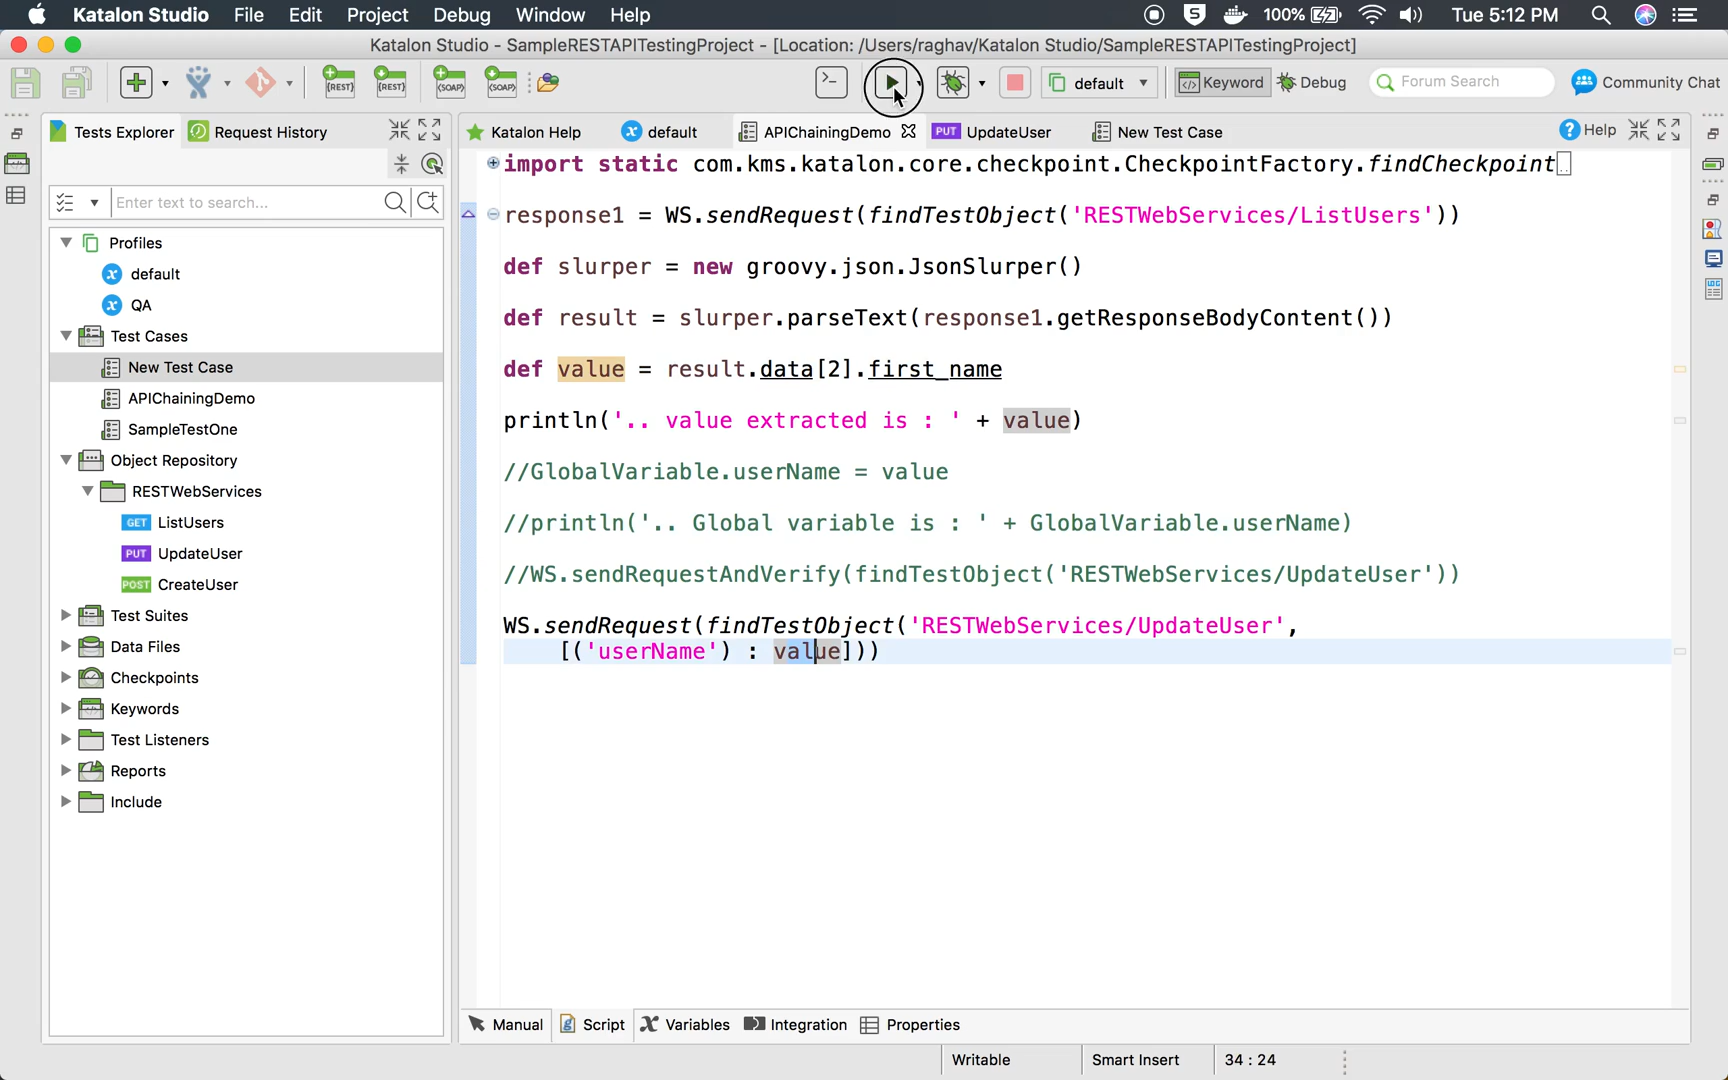 Katalon Studio File Edit Project Debug Window Help 100% Tue 5:12 PM
Katalon Studio - SampleRESTAPITestingProject - [Location: /Users/raghav/Katalon Studio/SampleRESTAPITestingProject]
REST REST SOAP SOAP default Keyword Debug Forum Search Community Chat
Tests Explorer Request History
Enter text to search...
Profiles
default
QA
Test Cases
New Test Case
APIChainingDemo
SampleTestOne
Object Repository
RESTWebServices
GET ListUsers
PUT UpdateUser
POST CreateUser
Test Suites
Data Files
Checkpoints
Keywords
Test Listeners
Reports
Include
Katalon Help default APIChainingDemo PUT UpdateUser New Test Case Help
import static com.kms.katalon.core.checkpoint.CheckpointFactory.findCheckpoint
response1 = WS.sendRequest(findTestObject('RESTWebServices/ListUsers'))
def slurper = new groovy.json.JsonSlurper()
def result = slurper.parseText(response1.getResponseBodyContent())
def value = result.data[2].first_name
println('.. value extracted is : ' + value)
//GlobalVariable.userName = value
//println('.. Global variable is : ' + GlobalVariable.userName)
//WS.sendRequestAndVerify(findTestObject('RESTWebServices/UpdateUser'))
WS.sendRequest(findTestObject('RESTWebServices/UpdateUser',
[('userName') : value]))
Manual Script Variables Integration Properties
Writable Smart Insert 34 : 24